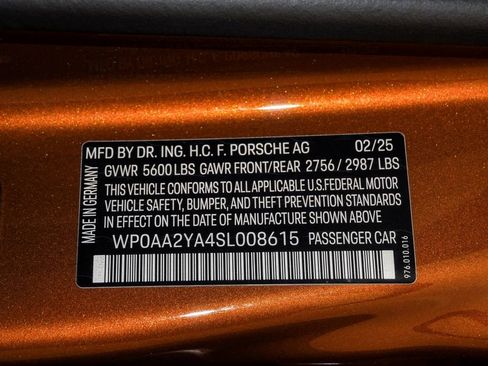 MFD BY DR. ING. H.C. F. PORSCHE AG 02/25
GVWR 5600 LBS GAWR FRONT/REAR 2756 / 2987 LBS
THIS VEHICLE CONFORMS TO ALL APPLICABLE U.S.FEDERAL MOTOR
VEHICLE SAFETY, BUMPER, AND THEFT PREVENTION STANDARDS
IN EFFECT ON THE DATE OF MANUFACTURE SHOWN ABOVE.
WP0AA2YA4SL008615 PASSENGER CAR
MADE IN GERMANY
976.010.016